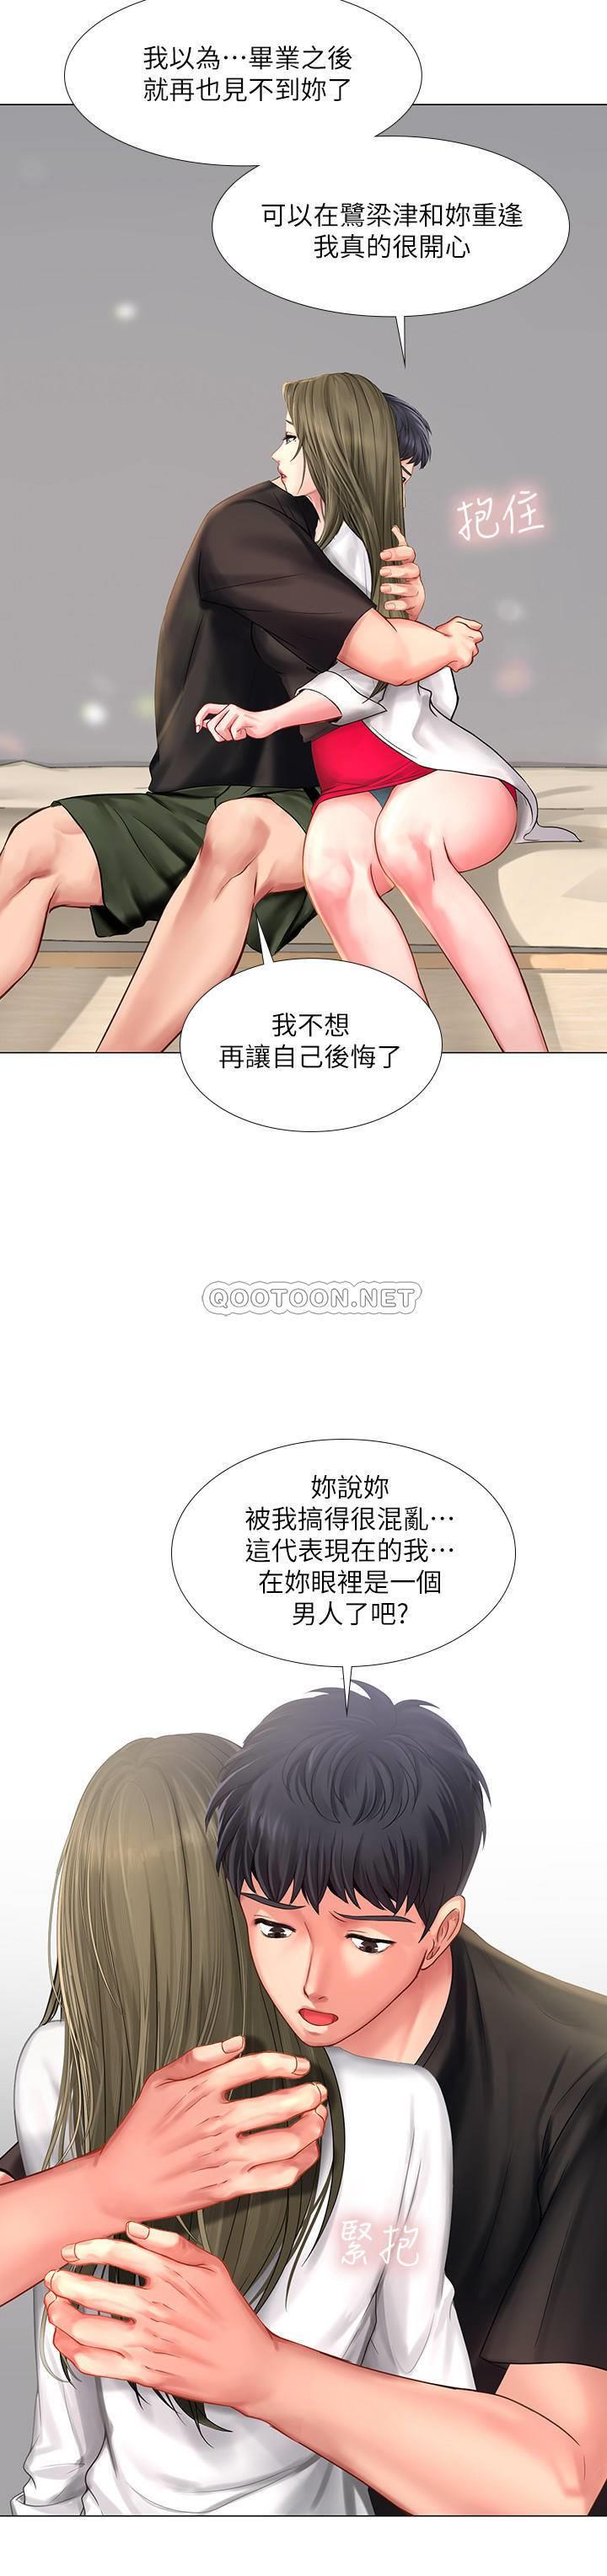 我以為⋯畢業之後
就再也見不到妳了
可以在鷺梁津和妳重逢
我真的很開心
抱住
我不想
再讓自己後悔了
QOOTOON.NET
妳說妳
被我搞得很混亂⋯
這代表現在的我⋯
在妳眼裡是一個
男人了吧?
緊抱